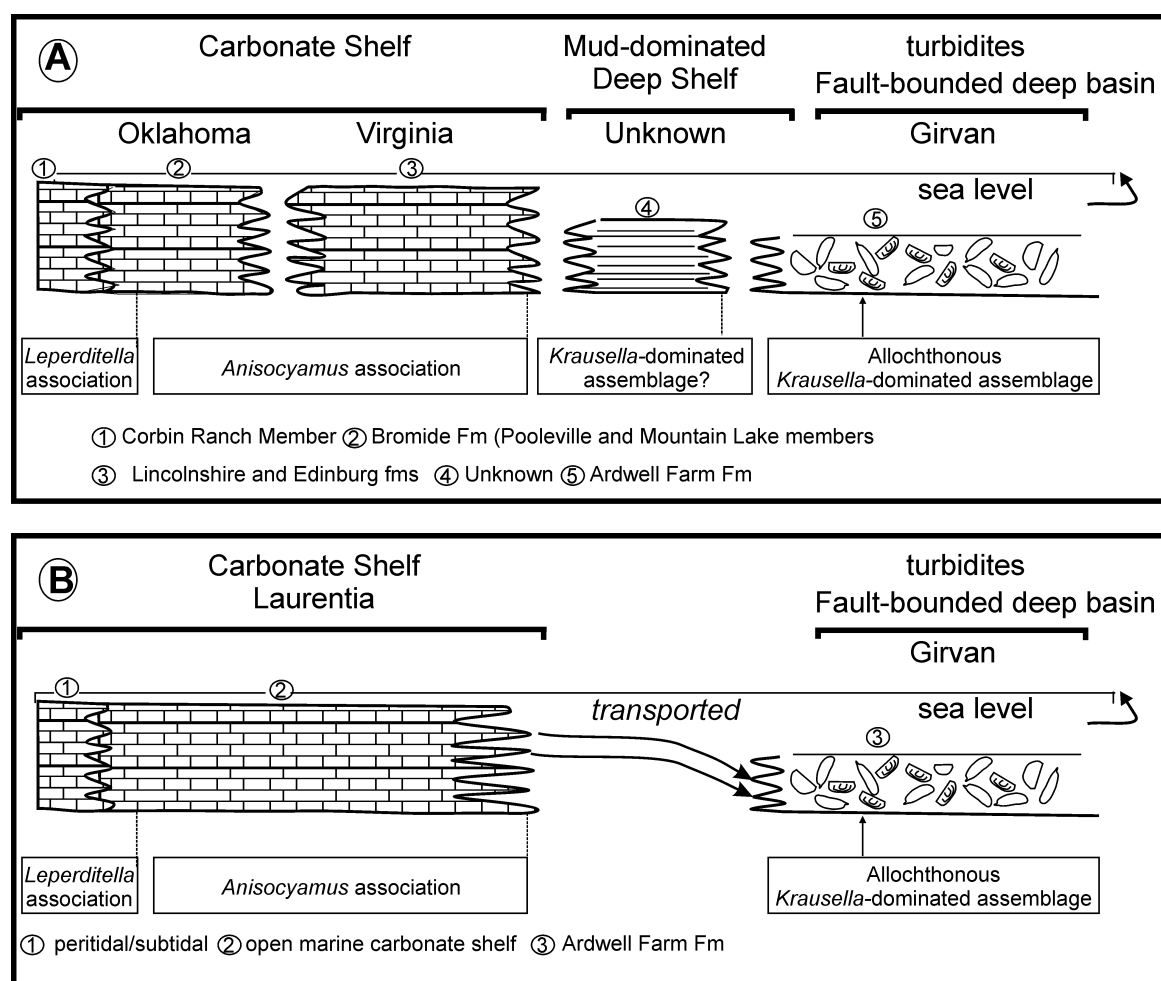 A
Carbonate Shelf
Mud-dominated
Deep Shelf
turbidites
Fault-bounded deep basin
Oklahoma
Virginia
Unknown
Girvan
1
2
3
sea level
4
5
Leperditella
association
Anisocyamus association
Krausella-dominated
assemblage?
Allochthonous
Krausella-dominated assemblage
1 Corbin Ranch Member 2 Bromide Fm (Pooleville and Mountain Lake members
3 Lincolnshire and Edinburg fms 4 Unknown 5 Ardwell Farm Fm
B
Carbonate Shelf
Laurentia
turbidites
Fault-bounded deep basin
Girvan
1
2
transported
sea level
3
Leperditella
association
Anisocyamus association
Allochthonous
Krausella-dominated assemblage
1 peritidal/subtidal 2 open marine carbonate shelf 3 Ardwell Farm Fm